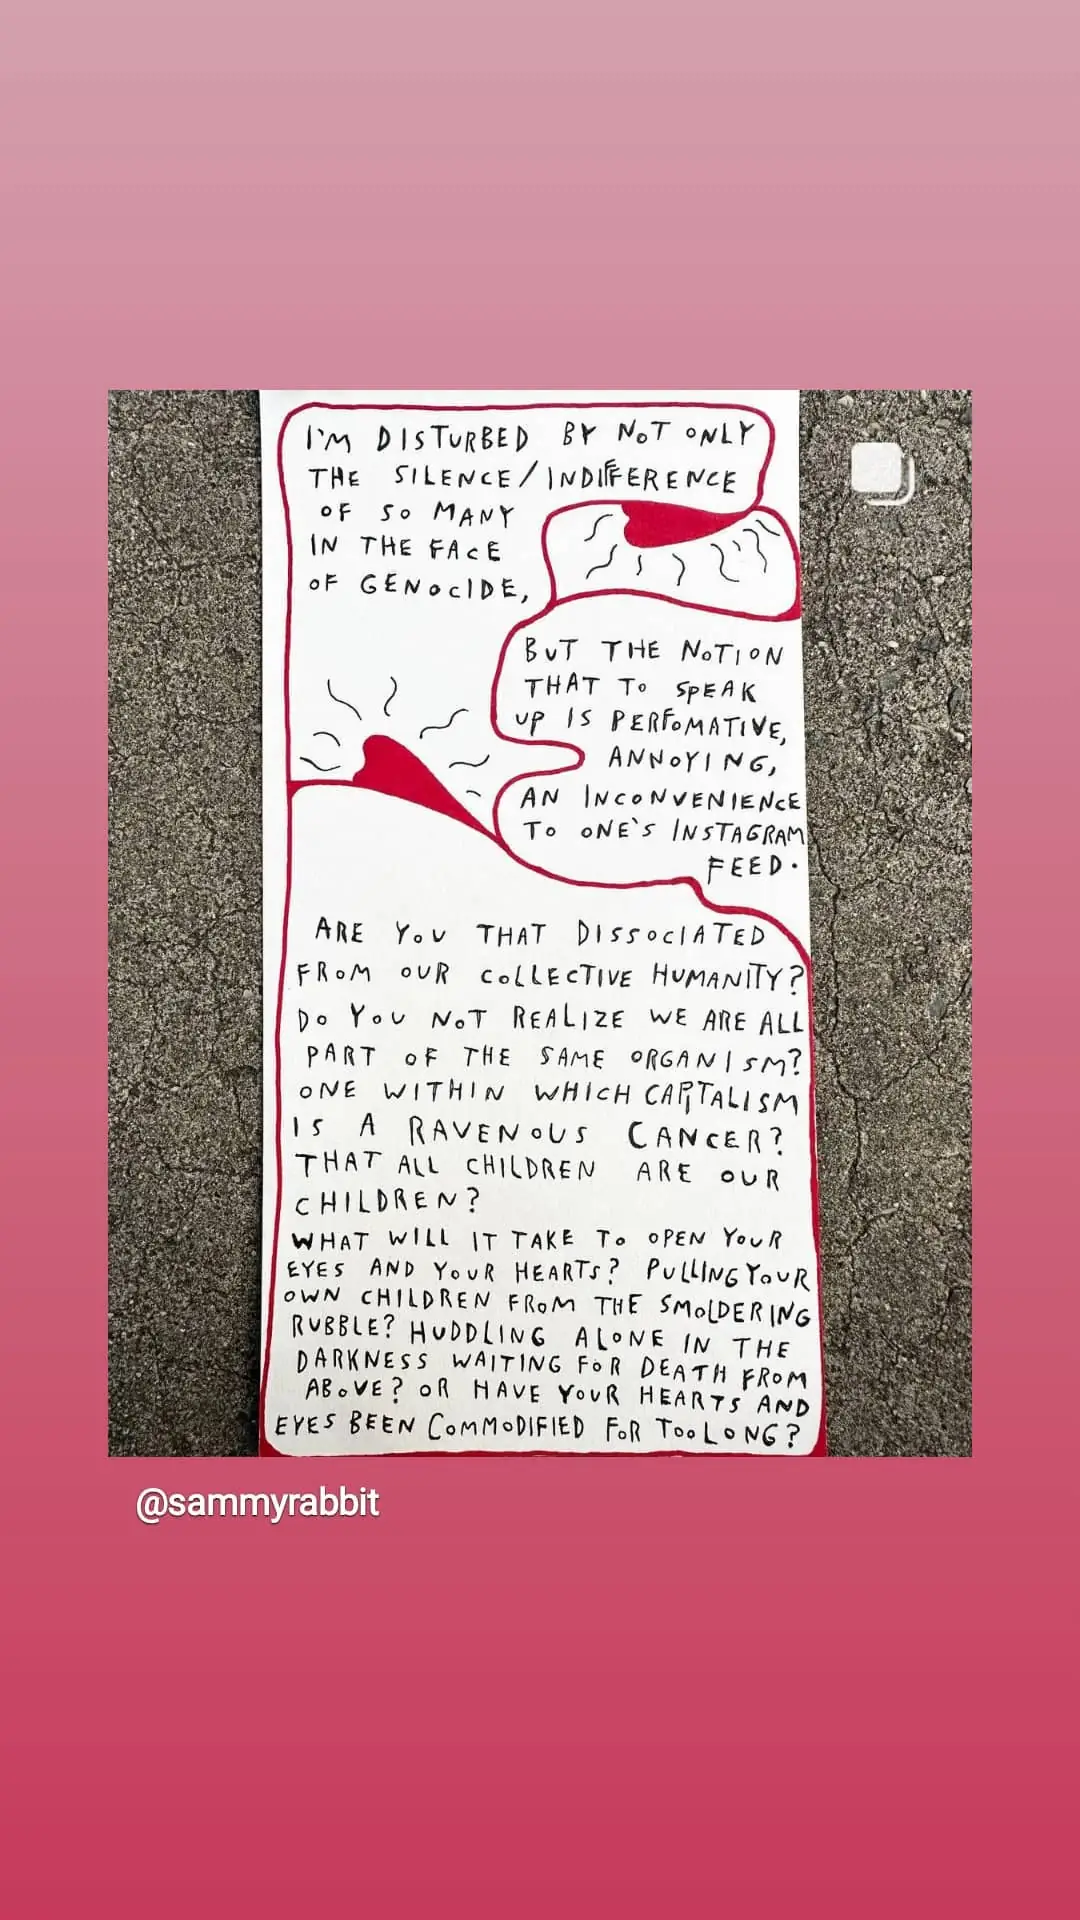 I'M DISTURBED BY NOT ONLY
THE SILENCE/INDIFFERENCE
OF SO MANY
IN THE FACE
OF GENOCIDE,
BUT THE NOTION
THAT TO SPEAK
UP IS PERFOMATIVE,
ANNOYING,
AN INCONVENIENCE
TO ONE'S INSTAGRAM
FEED.
ARE YOU THAT DISSOCIATED
FROM OUR COLLECTIVE HUMANITY?
DO YOU NOT REALIZE WE ARE ALL
PART OF THE SAME ORGANISM?
ONE WITHIN WHICH CAPITALISM
IS A RAVENOUS CANCER?
THAT ALL CHILDREN ARE OUR
CHILDREN?
WHAT WILL IT TAKE TO OPEN YOUR
EYES AND YOUR HEARTS? PULLING YOUR
OWN CHILDREN FROM THE SMOLDERING
RUBBLE? HUDDLING ALONE IN THE
DARKNESS WAITING FOR DEATH FROM
ABOVE? OR HAVE YOUR HEARTS AND
EYES BEEN COMMODIFIED FOR TOO LONG?
@sammyrabbit